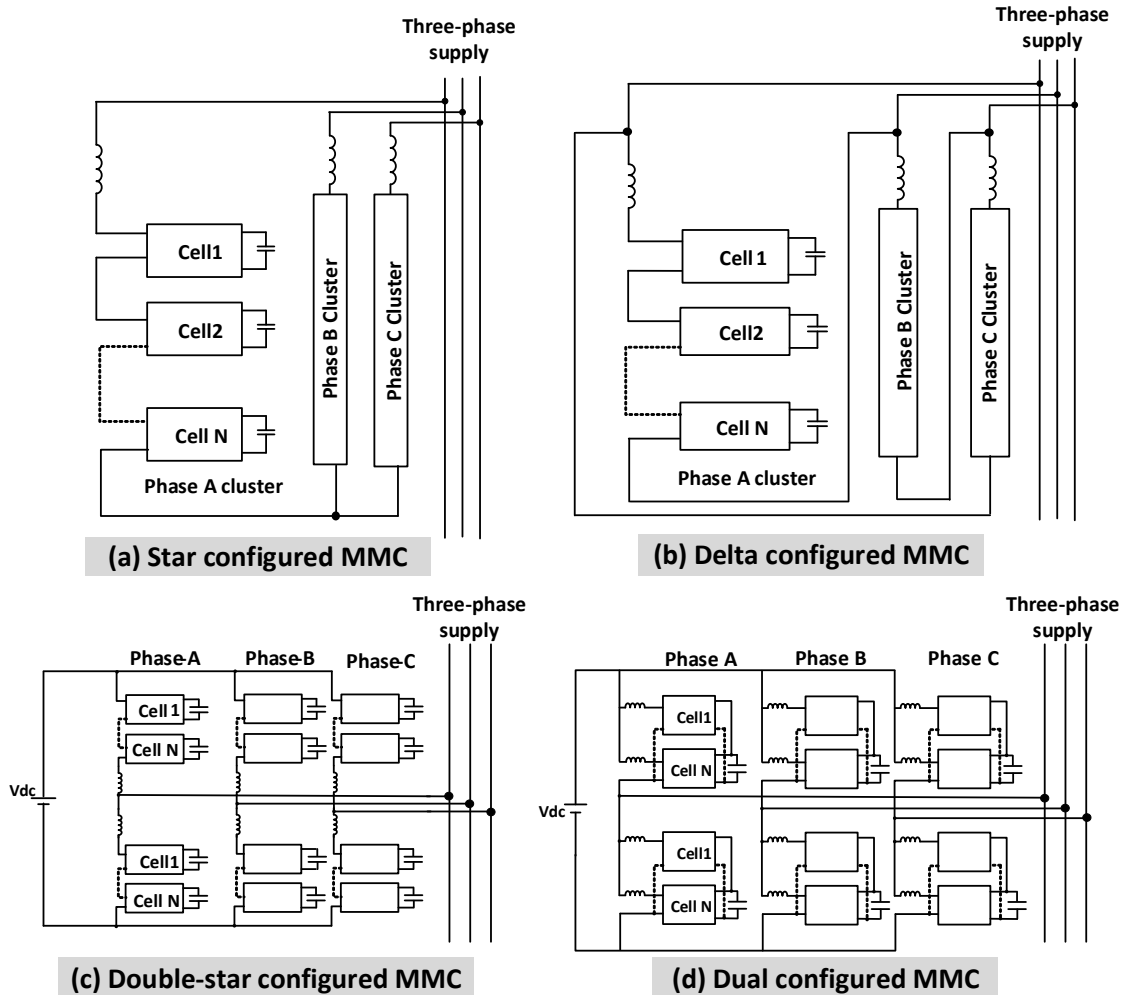 Three-phase
supply
Cell1
Cell2
Cell N
Phase A cluster
Phase B Cluster
Phase C Cluster
(a) Star configured MMC
Three-phase
supply
Cell 1
Cell2
Cell N
Phase A cluster
Phase B Cluster
Phase C Cluster
(b) Delta configured MMC
Three-phase
supply
Phase-A
Phase-B
Phase-C
Cell1
Cell N
Vdc
Cell1
Cell N
(c) Double-star configured MMC
Three-phase
supply
Phase A
Phase B
Phase C
Cell1
Cell N
Vdc
Cell1
Cell N
(d) Dual configured MMC